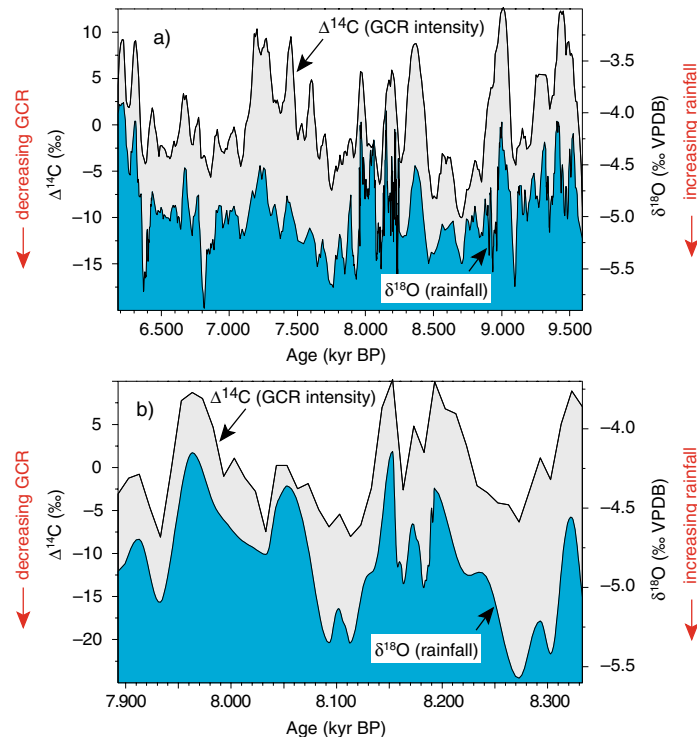 a)
Δ14C (GCR intensity)
10
5
0
−5
−10
−15
Δ14C (‰)
decreasing GCR
−3.5
−4.0
−4.5
−5.0
−5.5
δ18O (‰ VPDB)
increasing rainfall
δ18O (rainfall)
6.500 7.000 7.500 8.000 8.500 9.000 9.500
Age (kyr BP)
b)
Δ14C (GCR intensity)
5
0
−5
−10
−15
−20
Δ14C (‰)
decreasing GCR
−4.0
−4.5
−5.0
−5.5
δ18O (‰ VPDB)
increasing rainfall
δ18O (rainfall)
7.900 8.000 8.100 8.200 8.300
Age (kyr BP)